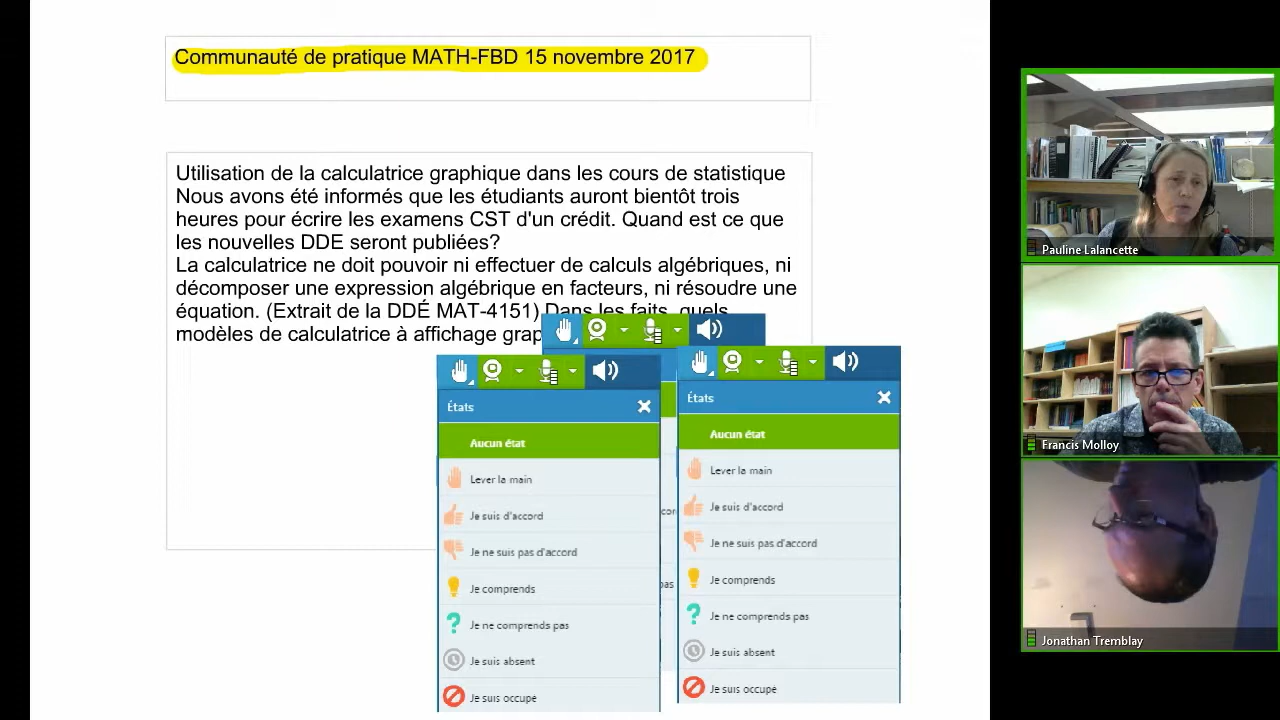 Communauté de pratique MATH-FBD 15 novembre 2017
Utilisation de la calculatrice graphique dans les cours de statistique
Nous avons été informés que les étudiants auront bientôt trois
heures pour écrire les examens CST d'un crédit. Quand est ce que
les nouvelles DDE seront publiées?
La calculatrice ne doit pouvoir ni effectuer de calculs algébriques, ni
décomposer une expression algébrique en facteurs, ni résoudre une
équation. (Extrait de la DDÉ MAT-4151) Dans les faits, quels
modèles de calculatrice à affichage grap
États
Aucun état
Lever la main
Je suis d'accord
Je ne suis pas d'accord
Je comprends
Je ne comprends pas
Je suis absent
Je suis occupé
cor
pas
États
Aucun état
Lever la main
Je suis d'accord
Je ne suis pas d'accord
Je comprends
Je ne comprends pas
Je suis absent
Je suis occupé
Pauline Lalancette
Francis Molloy
Jonathan Tremblay